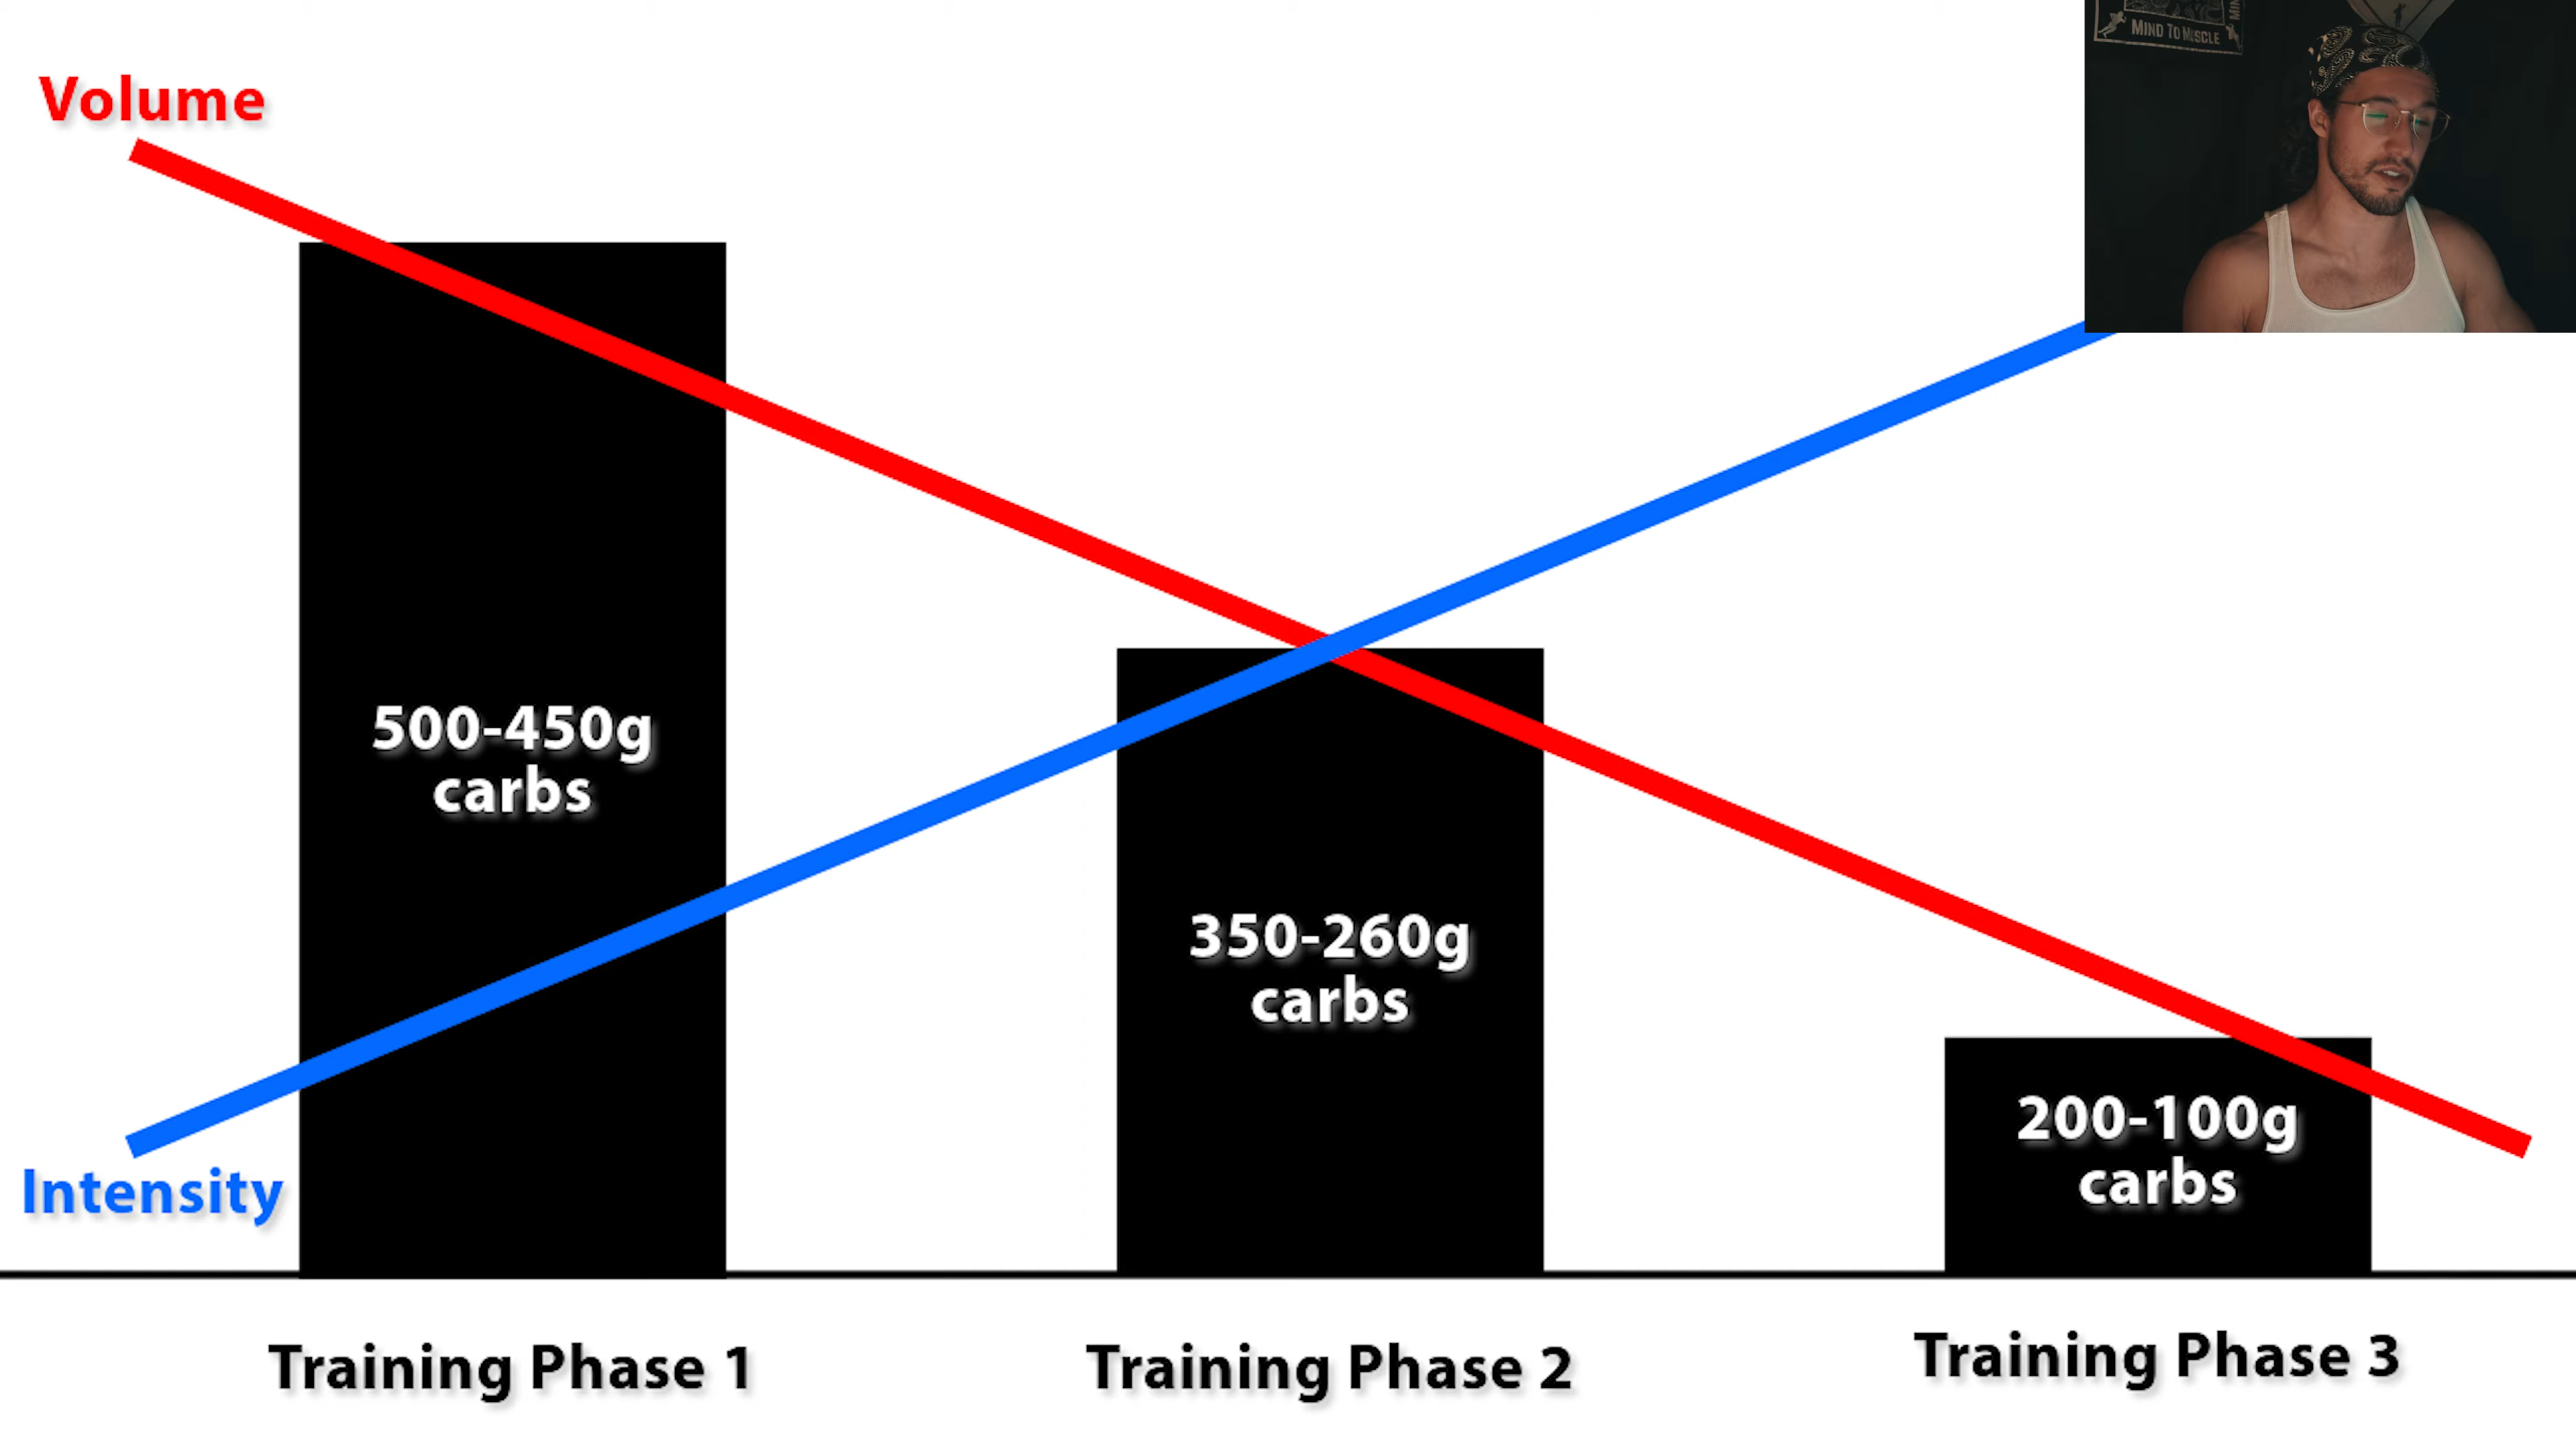 Volume
MIND TO MUSCLE
500-450g
carbs
350-260g
carbs
200-100g
carbs
Intensity
Training Phase 1
Training Phase 2
Training Phase 3